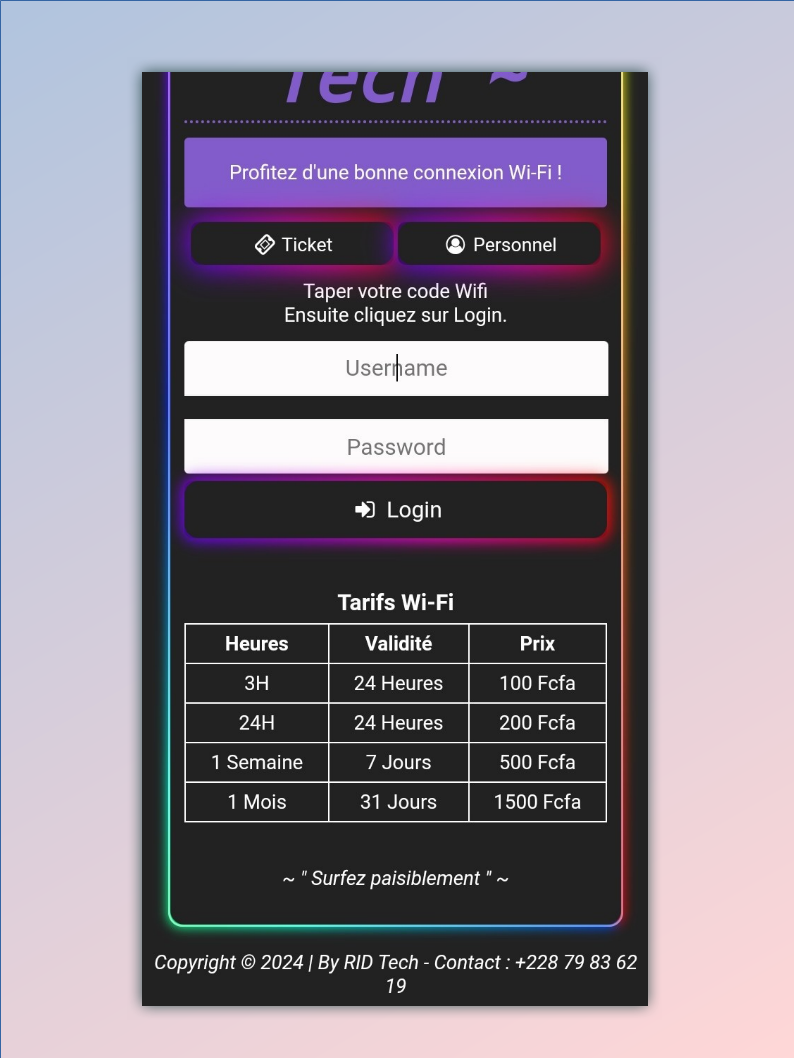 Tech ~
Profitez d'une bonne connexion Wi-Fi !
Ticket
Personnel
Taper votre code Wifi
Ensuite cliquez sur Login.
Username
Password
Login
Tarifs Wi-Fi
Heures Validité Prix
3H 24 Heures 100 Fcfa
24H 24 Heures 200 Fcfa
1 Semaine 7 Jours 500 Fcfa
1 Mois 31 Jours 1500 Fcfa
~ " Surfez paisiblement " ~
Copyright © 2024 | By RID Tech - Contact : +228 79 83 62
19